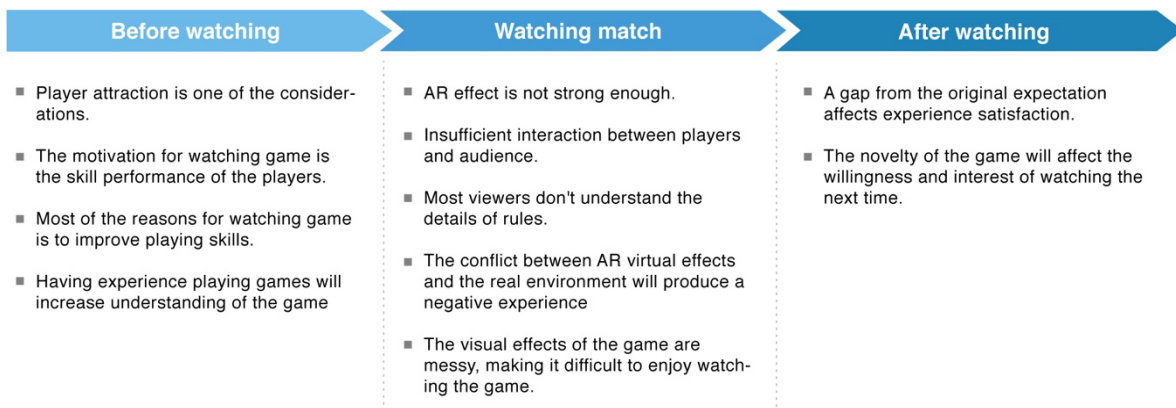 Before watching
Player attraction is one of the consider-
ations.
The motivation for watching game is
the skill performance of the players.
Most of the reasons for watching game
is to improve playing skills.
Having experience playing games will
increase understanding of the game
Watching match
AR effect is not strong enough.
Insufficient interaction between players
and audience.
Most viewers don't understand the
details of rules.
The conflict between AR virtual effects
and the real environment will produce a
negative experience
The visual effects of the game are
messy, making it difficult to enjoy watch-
ing the game.
After watching
A gap from the original expectation
affects experience satisfaction.
The novelty of the game will affect the
willingness and interest of watching the
next time.